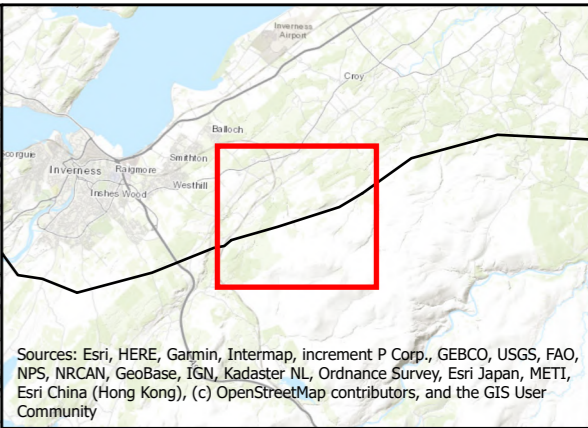 Inverness
Airport
Croy
Balloch
Smithton
corguie
Inverness
Raigmore
Westhill
Inshes Wood
Sources: Esri, HERE, Garmin, Intermap, increment P Corp., GEBCO, USGS, FAO,
NPS, NRCAN, GeoBase, IGN, Kadaster NL, Ordnance Survey, Esri Japan, METI,
Esri China (Hong Kong), (c) OpenStreetMap contributors, and the GIS User
Community